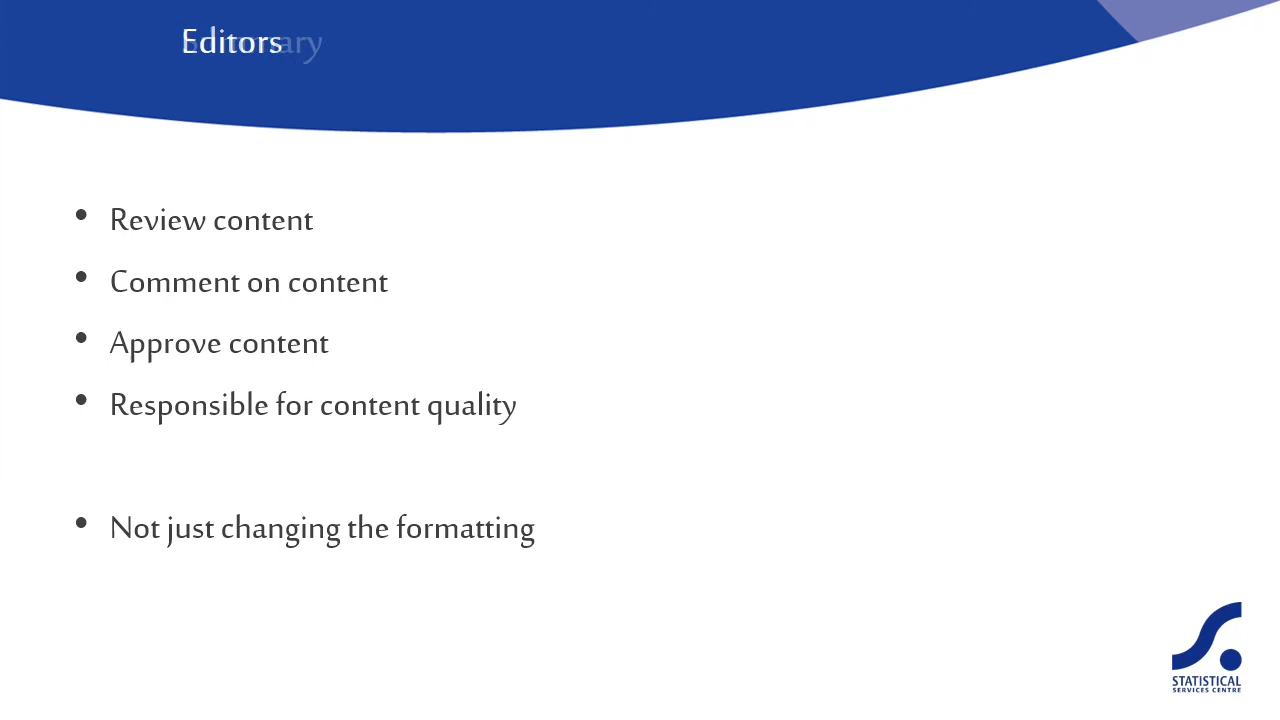 Editors
• Review content
• Comment on content
• Approve content
• Responsible for content quality
• Not just changing the formatting
STATISTICAL
SERVICES CENTRE